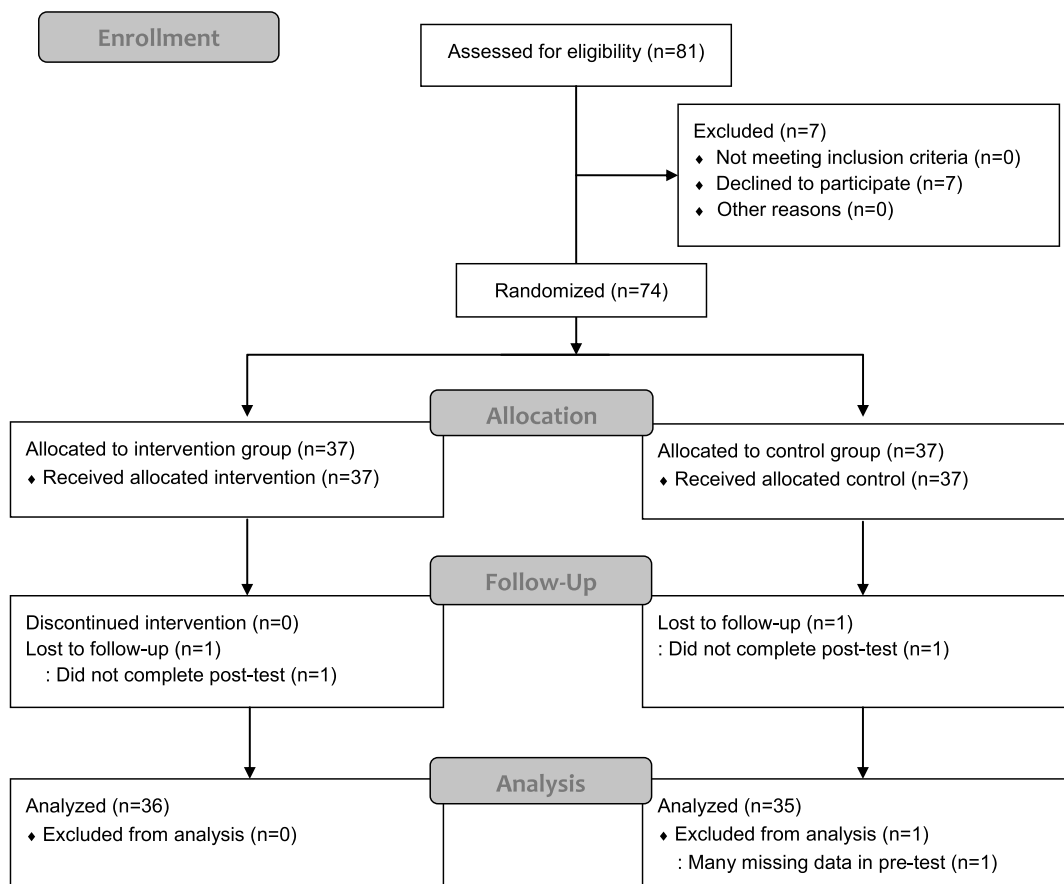 Enrollment
Assessed for eligibility (n=81)
Excluded (n=7)
♦ Not meeting inclusion criteria (n=0)
♦ Declined to participate (n=7)
♦ Other reasons (n=0)
Randomized (n=74)
Allocation
Allocated to intervention group (n=37)
♦ Received allocated intervention (n=37)
Allocated to control group (n=37)
♦ Received allocated control (n=37)
Follow-Up
Discontinued intervention (n=0)
Lost to follow-up (n=1)
: Did not complete post-test (n=1)
Lost to follow-up (n=1)
: Did not complete post-test (n=1)
Analysis
Analyzed (n=36)
♦ Excluded from analysis (n=0)
Analyzed (n=35)
♦ Excluded from analysis (n=1)
: Many missing data in pre-test (n=1)